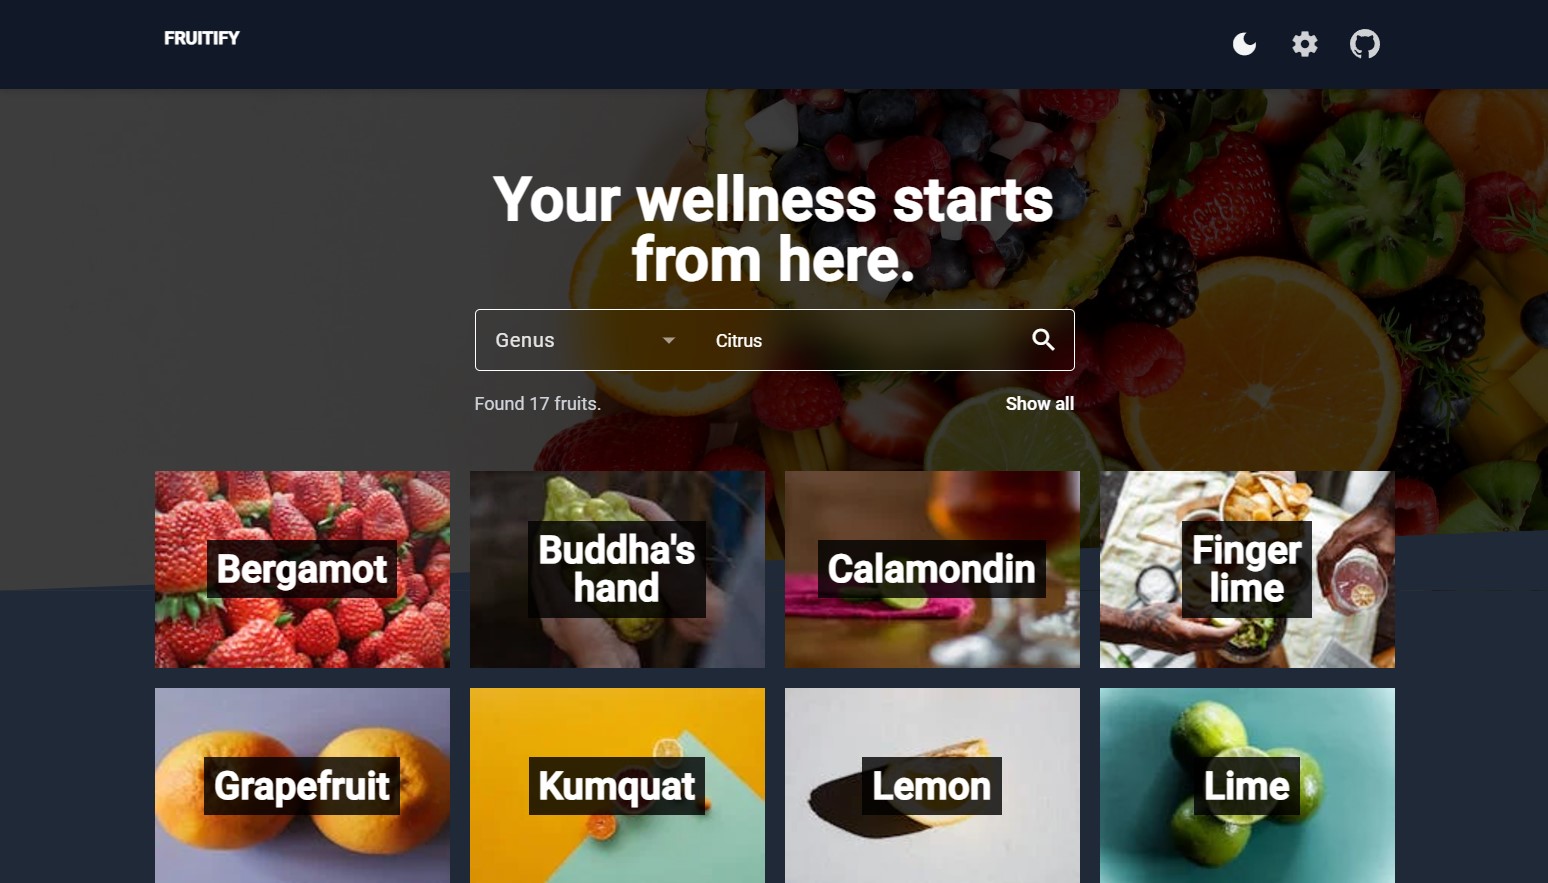 FRUITIFY
Your wellness starts
from here.
Genus
Citrus
Found 17 fruits.
Show all
Bergamot
Buddha's
hand
Calamondin
Finger
lime
Grapefruit
Kumquat
Lemon
Lime